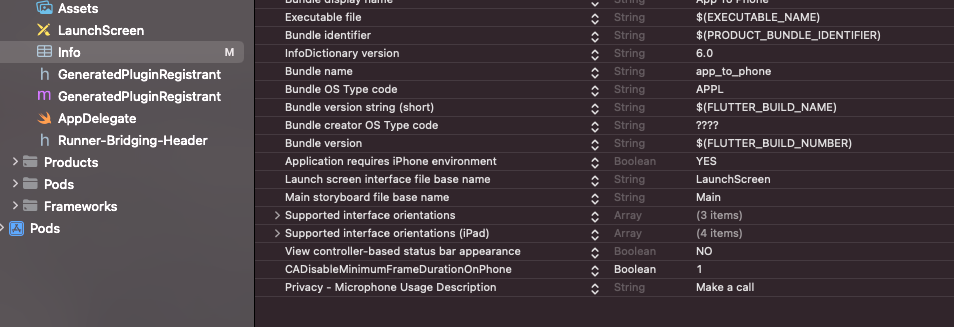 Assets
LaunchScreen
Info M
GeneratedPluginRegistrant
GeneratedPluginRegistrant
AppDelegate
Runner-Bridging-Header
Products
Pods
Frameworks
Pods
Bundle display name String App To Phone
Executable file String $(EXECUTABLE_NAME)
Bundle identifier String $(PRODUCT_BUNDLE_IDENTIFIER)
InfoDictionary version String 6.0
Bundle name String app_to_phone
Bundle OS Type code String APPL
Bundle version string (short) String $(FLUTTER_BUILD_NAME)
Bundle creator OS Type code String ????
Bundle version String $(FLUTTER_BUILD_NUMBER)
Application requires iPhone environment Boolean YES
Launch screen interface file base name String LaunchScreen
Main storyboard file base name String Main
Supported interface orientations Array (3 items)
Supported interface orientations (iPad) Array (4 items)
View controller-based status bar appearance Boolean NO
CADisableMinimumFrameDurationOnPhone Boolean 1
Privacy - Microphone Usage Description String Make a call